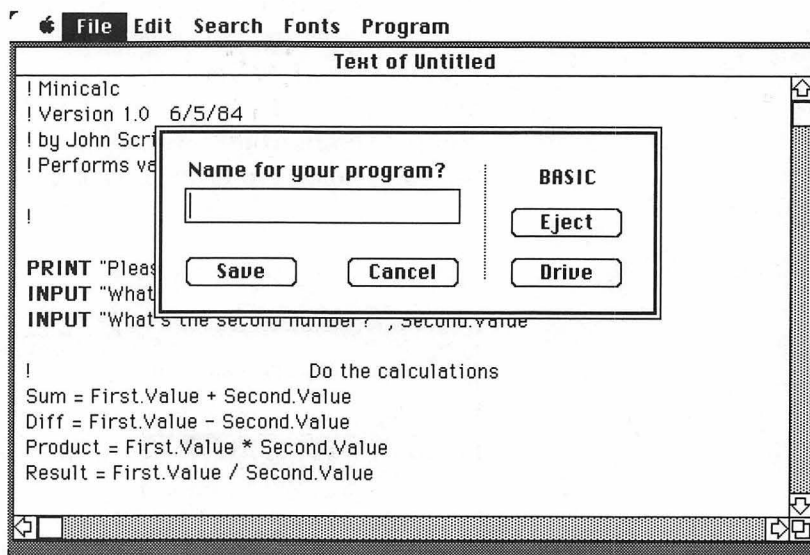 File Edit Search Fonts Program
Text of Untitled
! Minicalc
! Version 1.0 6/5/84
! by John Scri
! Performs va
!
PRINT "Pleas
INPUT "What
INPUT "What's the second number? ", Second.Value
! Do the calculations
Sum = First.Value + Second.Value
Diff = First.Value - Second.Value
Product = First.Value * Second.Value
Result = First.Value / Second.Value
Name for your program?
Save Cancel
BASIC
Eject
Drive